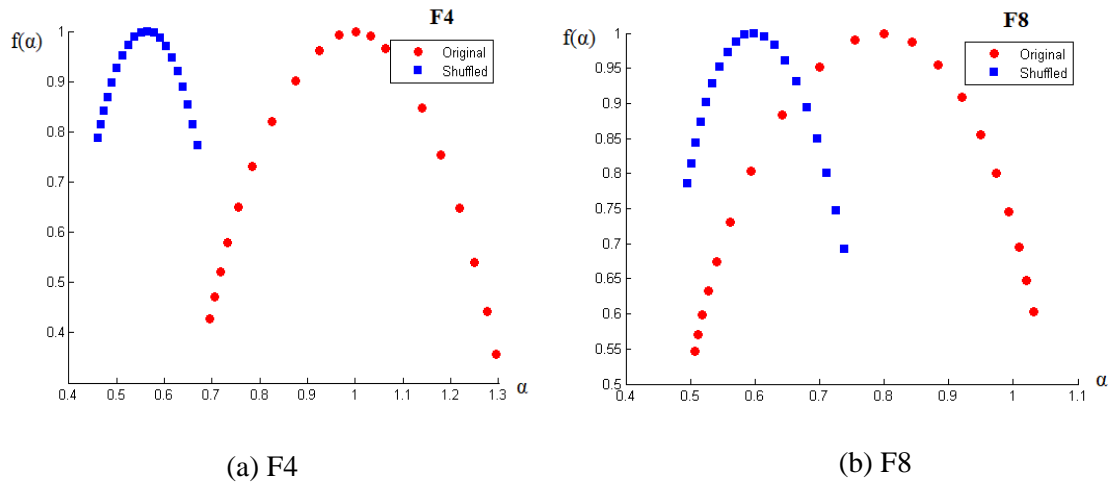 F4
f(α)
Original
Shuffled
1
0.9
0.8
0.7
0.6
0.5
0.4
0.4 0.5 0.6 0.7 0.8 0.9 1 1.1 1.2 1.3
α
(a) F4
F8
f(α)
Original
Shuffled
1
0.95
0.9
0.85
0.8
0.75
0.7
0.65
0.6
0.55
0.5
0.4 0.5 0.6 0.7 0.8 0.9 1 1.1
α
(b) F8